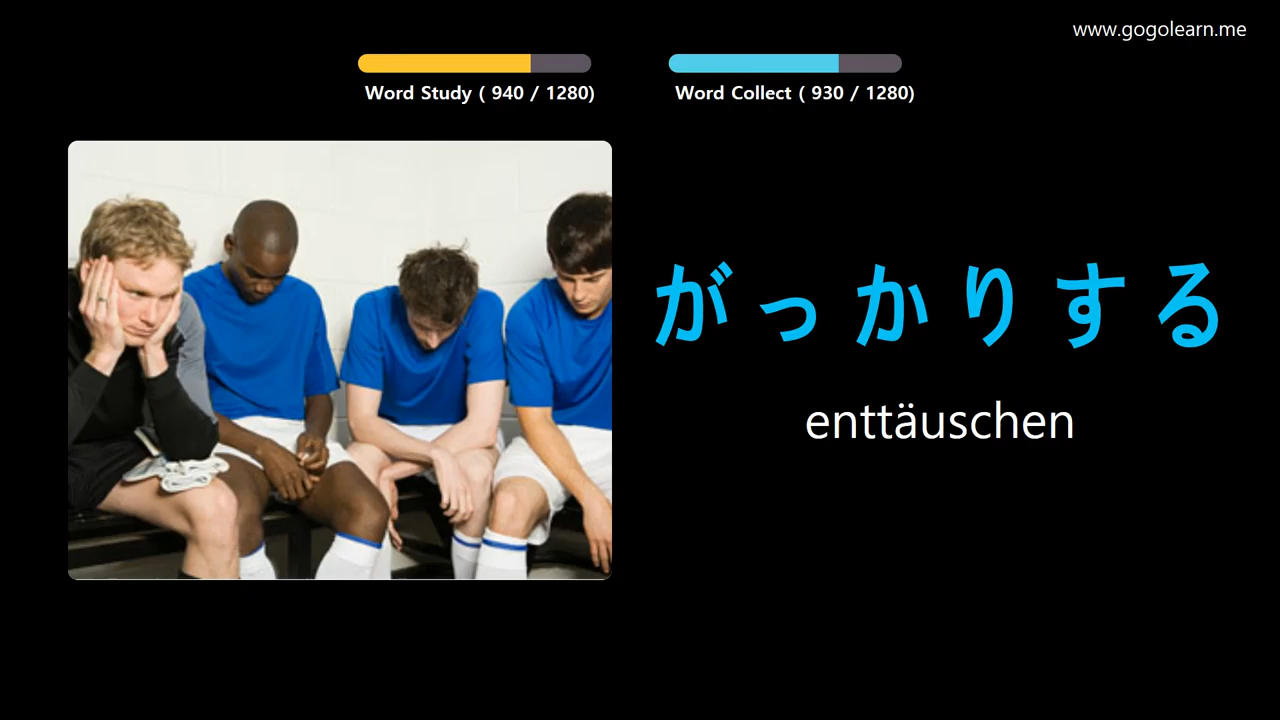 www.gogolearn.me
Word Study ( 940 / 1280)
Word Collect ( 930 / 1280)
がっかりする
enttäuschen